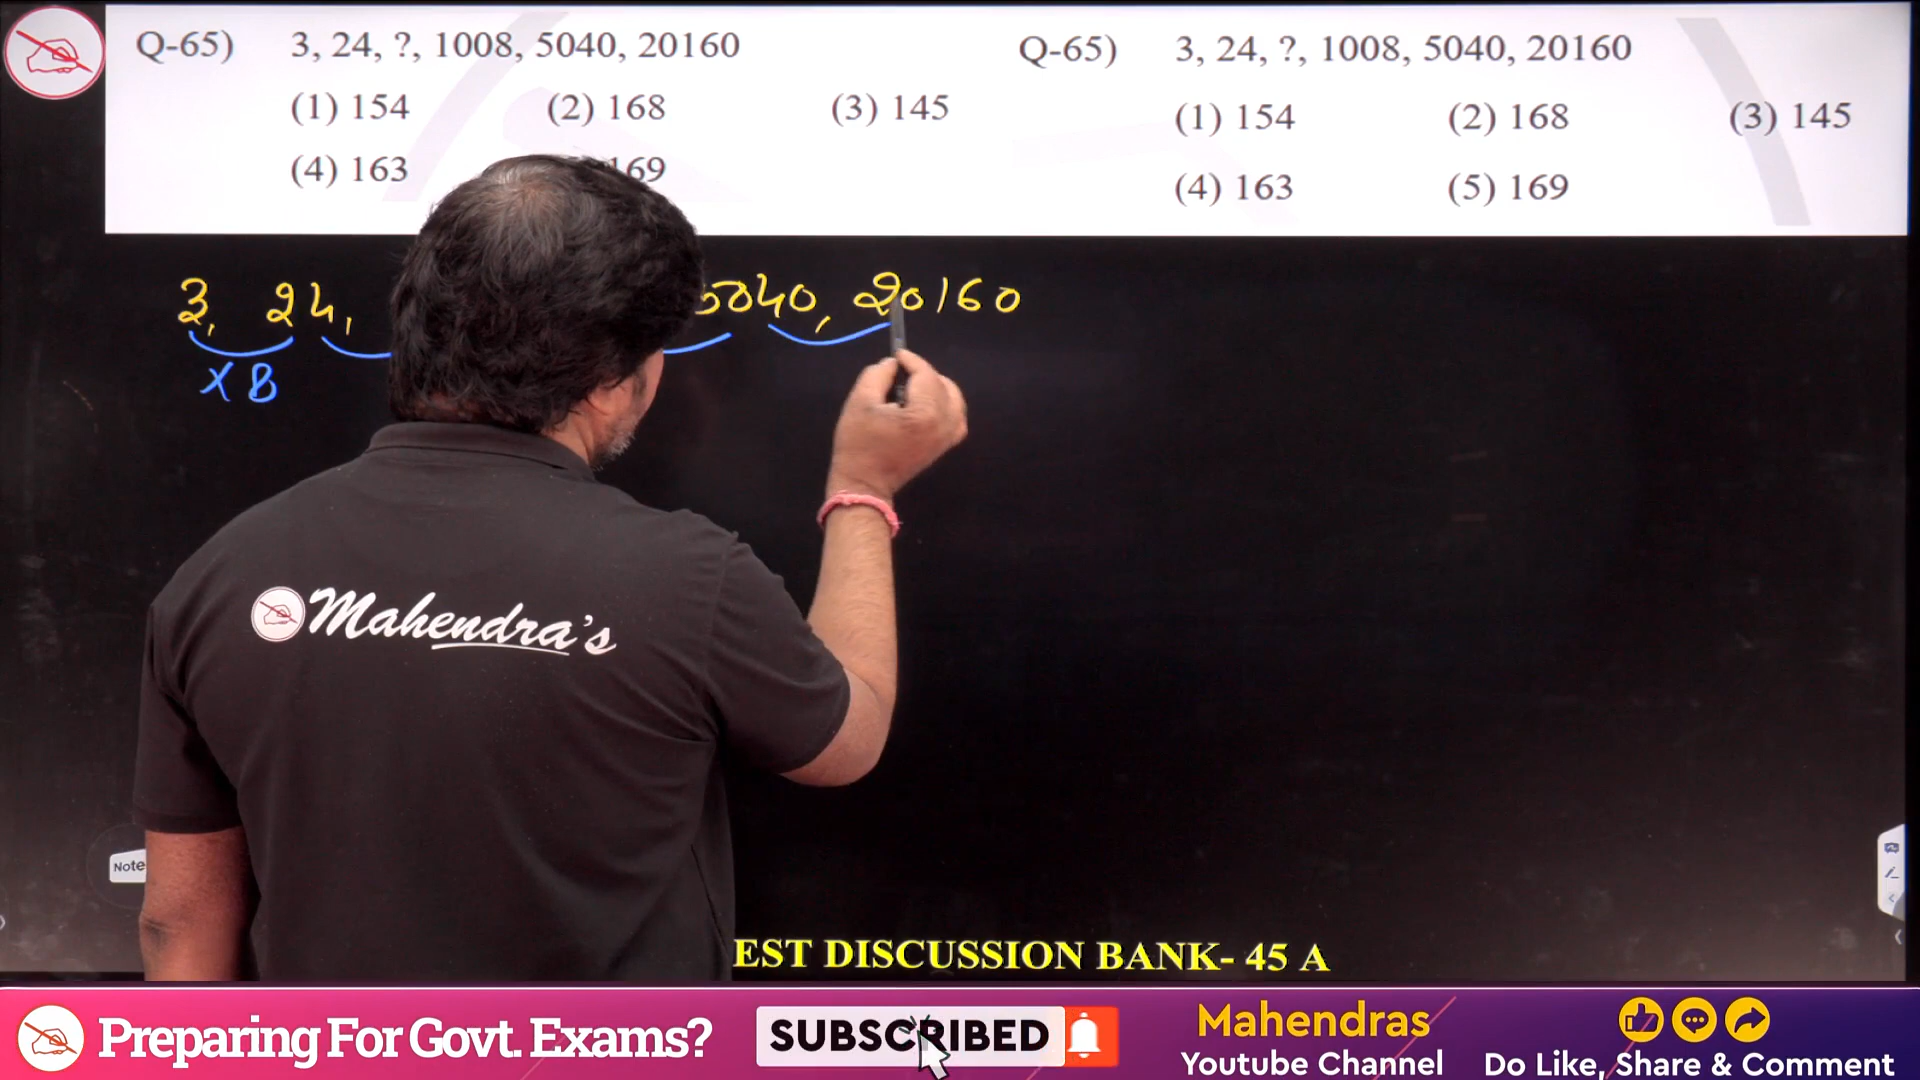 Q-65) 3, 24, ?, 1008, 5040, 20160
(1) 154 (2) 168 (3) 145
(4) 163 169
Q-65) 3, 24, ?, 1008, 5040, 20160
(1) 154 (2) 168 (3) 145
(4) 163 (5) 169
3, 24, 5040, 20160
× 8
Mahendra's
Note
EST DISCUSSION BANK- 45 A
Preparing For Govt. Exams?
SUBSCRIBED
Mahendras
Youtube Channel
Do Like, Share & Comment